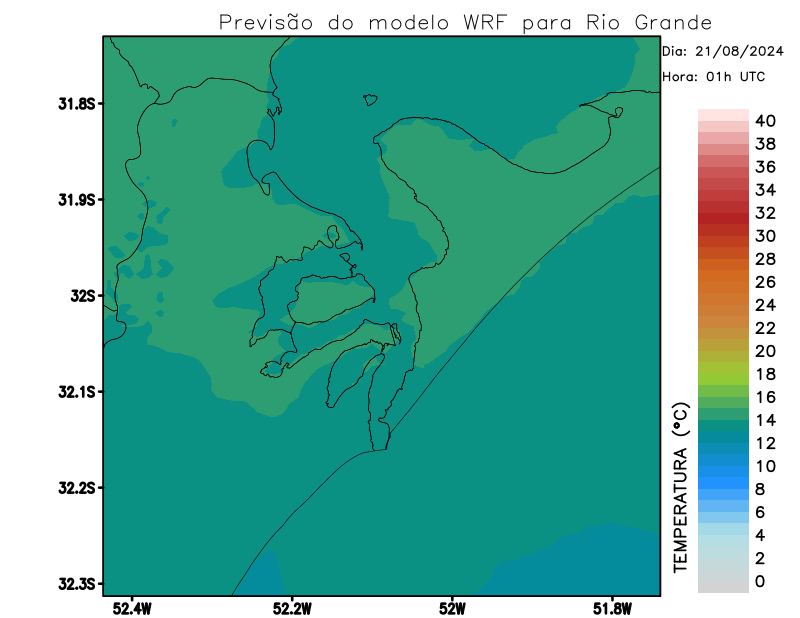 Previsão do modelo WRF para Rio Grande
Dia: 21/08/2024
Hora: 01h UTC
31.8S
31.9S
32S
32.1S
32.2S
32.3S
52.4W
52.2W
52W
51.8W
TEMPERATURA (°C)
40
38
36
34
32
30
28
26
24
22
20
18
16
14
12
10
8
6
4
2
0